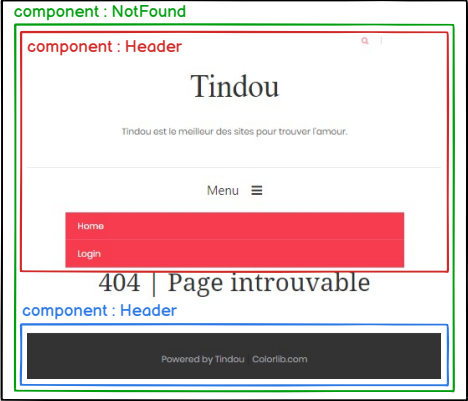 component : NotFound
component : Header
Tindou
Tindou est le meilleur des sites pour trouver l'amour.
Menu
Home
Login
404 | Page introuvable
component : Header
Powered by Tindou Colorlib.com